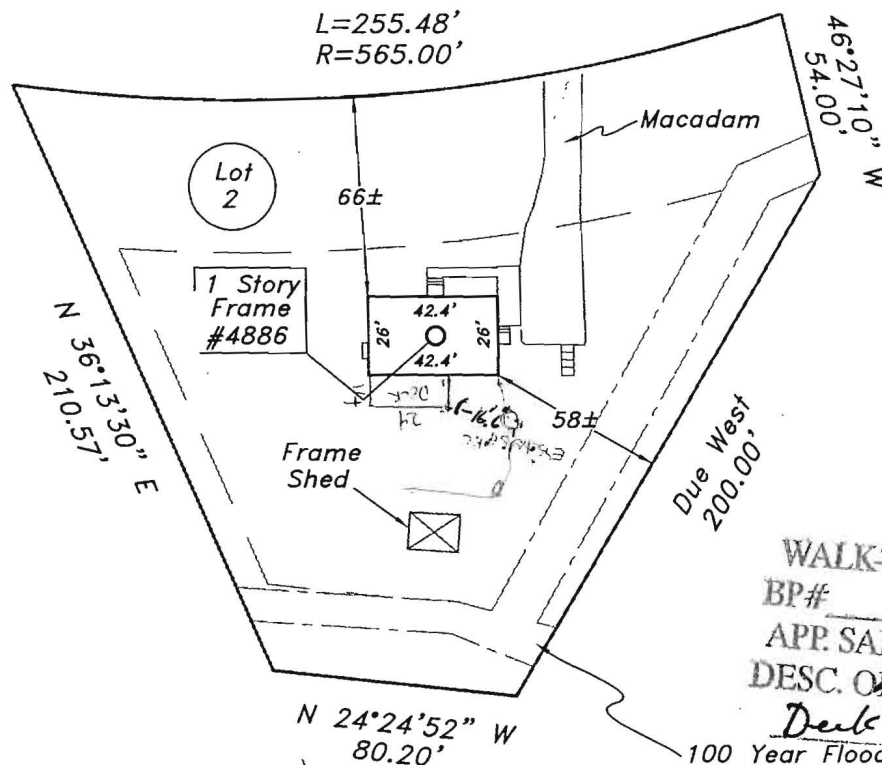 L=255.48'
R=565.00'
46°27'10" W
54.00'
Macadam
Lot
2
66±
1 Story
Frame
#4886
42.4'
26'
26'
42.4'
Deck
58±
N 36°13'30" E
210.57'
Frame
Shed
Due West
200.00'
WALK-
BP#
APP. SA
DESC. O
Deck
N 24°24'52" W
80.20'
100 Year Flood